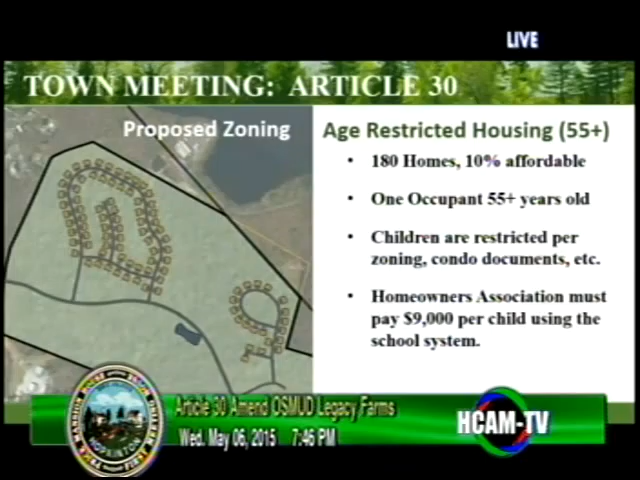 LIVE
TOWN MEETING: ARTICLE 30
Proposed Zoning
Age Restricted Housing (55+)
• 180 Homes, 10% affordable
• One Occupant 55+ years old
• Children are restricted per
zoning, condo documents, etc.
• Homeowners Association must
pay $9,000 per child using the
school system.
Article 30 Amend OSMUD Legacy Farms
Wed. May 06, 2015 7:46 PM
HCAM-TV
HOPKINTON